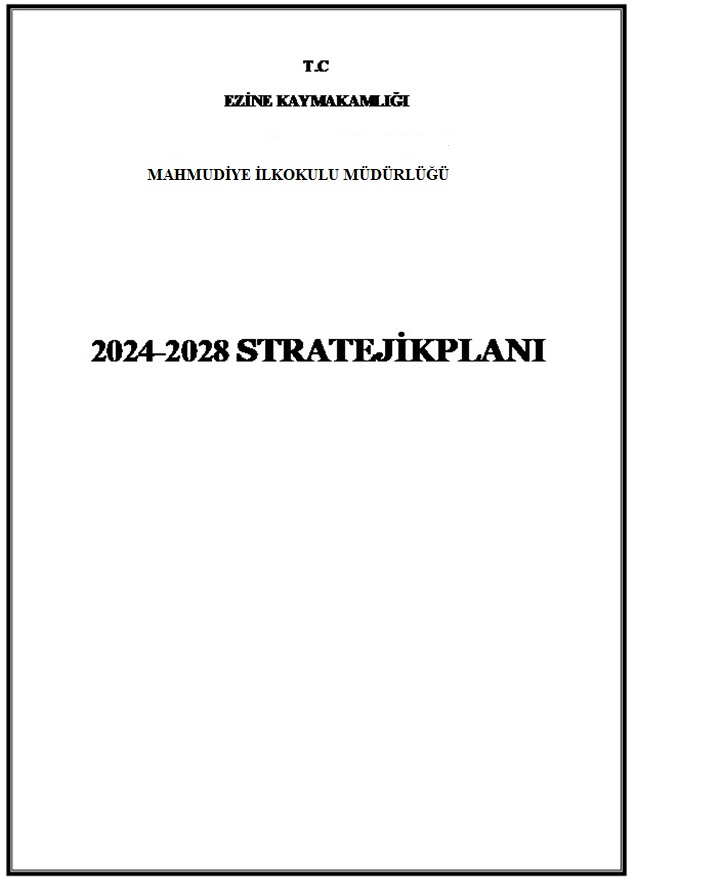 T.C
EZİNE KAYMAKAMLIĞI
MAHMUDİYE İLKOKULU MÜDÜRLÜĞÜ
2024-2028 STRATEJİKPLANI